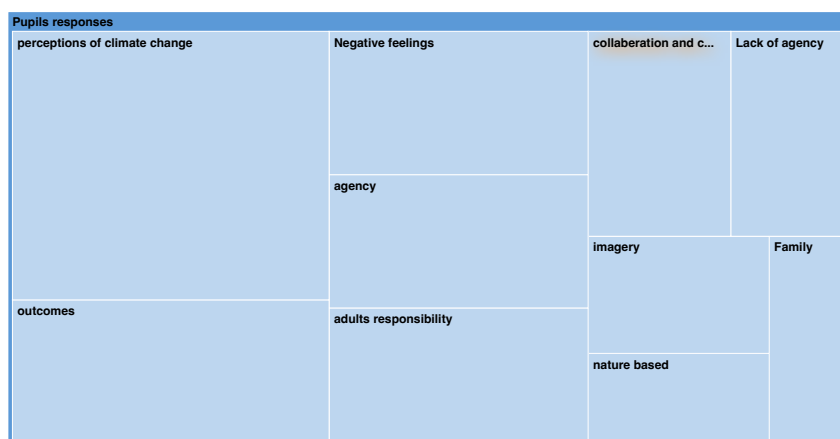 Pupils responses
perceptions of climate change
Negative feelings
collaberation and c...
Lack of agency
agency
imagery
Family
outcomes
adults responsibility
nature based